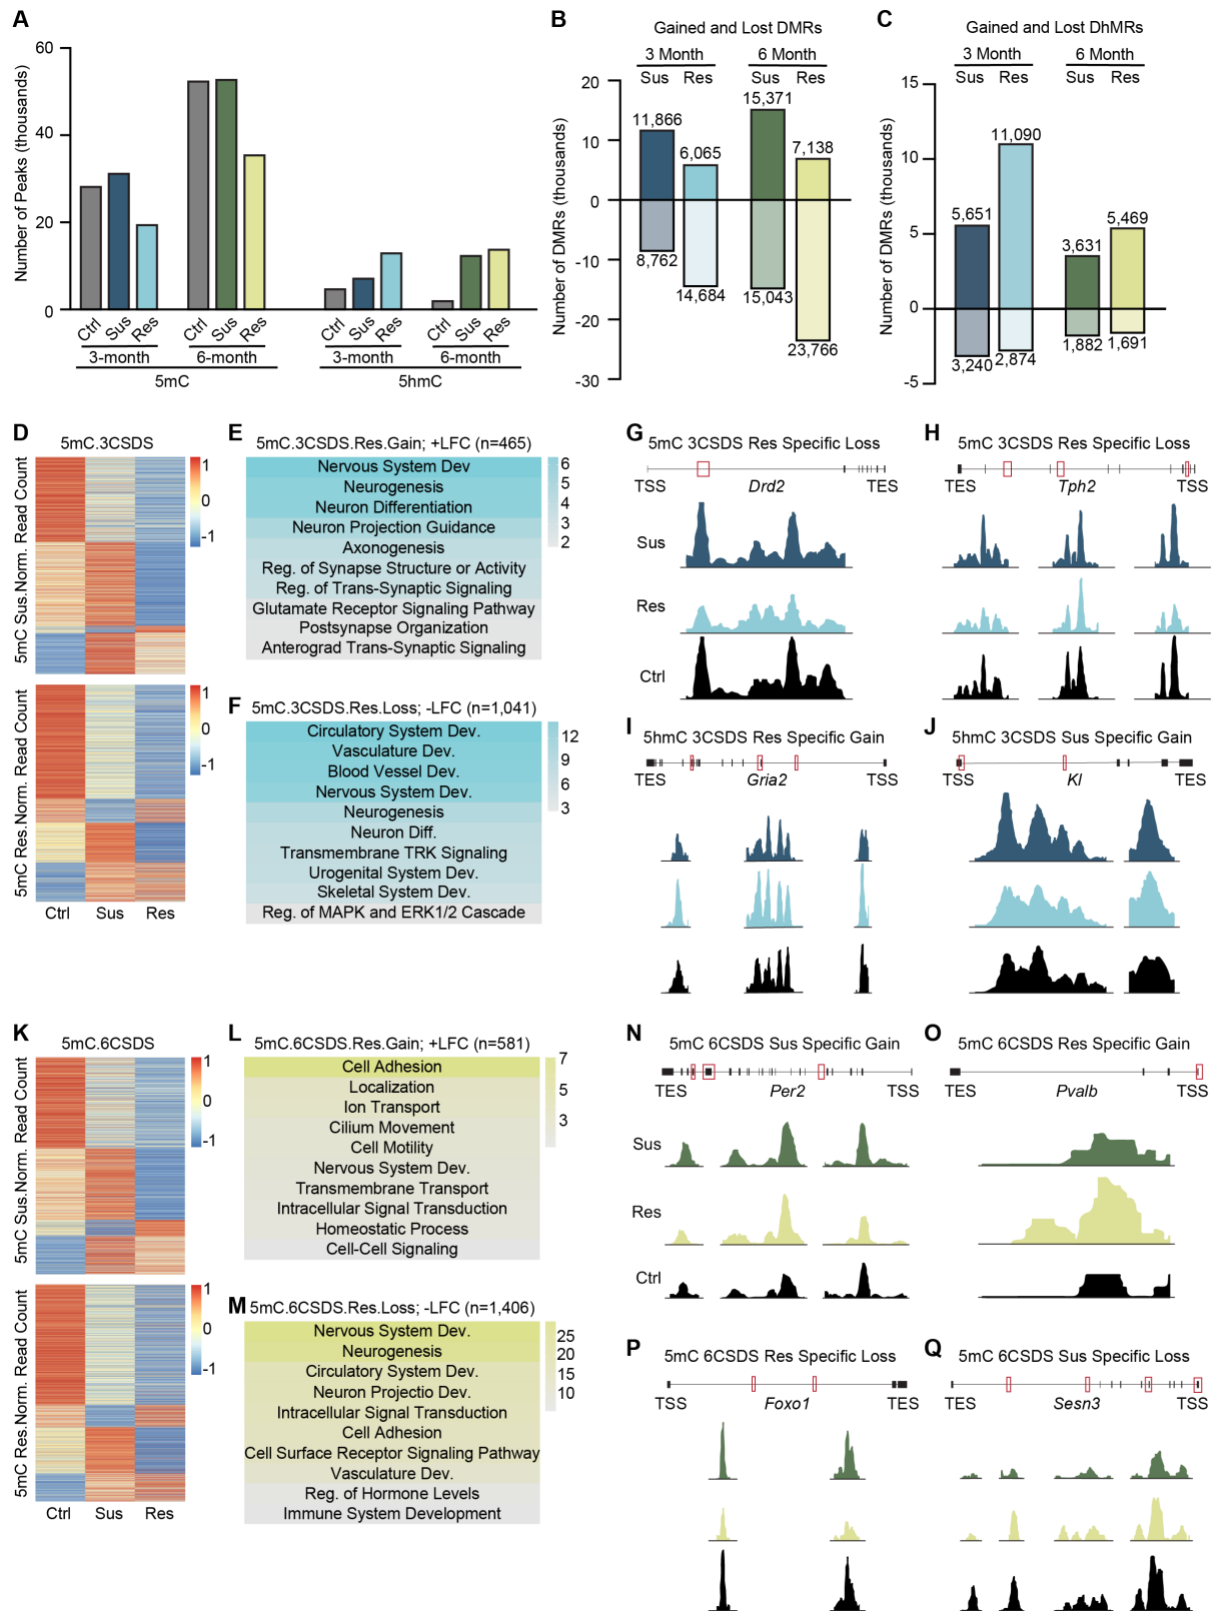 A
Number of Peaks (thousands)
60
40
20
0
Ctrl Sus Res Ctrl Sus Res Ctrl Sus Res Ctrl Sus Res
3-month 6-month 3-month 6-month
5mC 5hmC
B
Gained and Lost DMRs
3 Month 6 Month
Sus Res Sus Res
Number of DMRs (thousands)
20
10
0
-10
-20
-30
11,866 6,065 15,371 7,138
8,762 14,684 15,043 23,766
C
Gained and Lost DhMRs
3 Month 6 Month
Sus Res Sus Res
Number of DMRs (thousands)
15
10
5
0
-5
5,651 11,090 3,631 5,469
3,240 2,874 1,882 1,691
D
5mC.3CSDS
5mC Sus.Norm. Read Count
1
0
-1
5mC Res.Norm. Read Count
1
0
-1
Ctrl Sus Res
E
5mC.3CSDS.Res.Gain; +LFC (n=465)
Nervous System Dev
Neurogenesis
Neuron Differentiation
Neuron Projection Guidance
Axonogenesis
Reg. of Synapse Structure or Activity
Reg. of Trans-Synaptic Signaling
Glutamate Receptor Signaling Pathway
Postsynapse Organization
Anterograd Trans-Synaptic Signaling
6
5
4
3
2
F
5mC.3CSDS.Res.Loss; -LFC (n=1,041)
Circulatory System Dev.
Vasculature Dev.
Blood Vessel Dev.
Nervous System Dev.
Neurogenesis
Neuron Diff.
Transmembrane TRK Signaling
Urogenital System Dev.
Skeletal System Dev.
Reg. of MAPK and ERK1/2 Cascade
12
9
6
3
G
5mC 3CSDS Res Specific Loss
TSS Drd2 TES
Sus
Res
Ctrl
H
5mC 3CSDS Res Specific Loss
TES Tph2 TSS
I
5hmC 3CSDS Res Specific Gain
TES Gria2 TSS
J
5hmC 3CSDS Sus Specific Gain
TSS Kl TES
K
5mC.6CSDS
5mC Sus.Norm. Read Count
1
0
-1
5mC Res.Norm. Read Count
1
0
-1
Ctrl Sus Res
L
5mC.6CSDS.Res.Gain; +LFC (n=581)
Cell Adhesion
Localization
Ion Transport
Cilium Movement
Cell Motility
Nervous System Dev.
Transmembrane Transport
Intracellular Signal Transduction
Homeostatic Process
Cell-Cell Signaling
7
5
3
M
5mC.6CSDS.Res.Loss; -LFC (n=1,406)
Nervous System Dev.
Neurogenesis
Circulatory System Dev.
Neuron Projectio Dev.
Intracellular Signal Transduction
Cell Adhesion
Cell Surface Receptor Signaling Pathway
Vasculature Dev.
Reg. of Hormone Levels
Immune System Development
25
20
15
10
N
5mC 6CSDS Sus Specific Gain
TES Per2 TSS
Sus
Res
Ctrl
O
5mC 6CSDS Res Specific Gain
TES Pvalb TSS
P
5mC 6CSDS Res Specific Loss
TSS Foxo1 TES
Q
5mC 6CSDS Sus Specific Loss
TES Sesn3 TSS